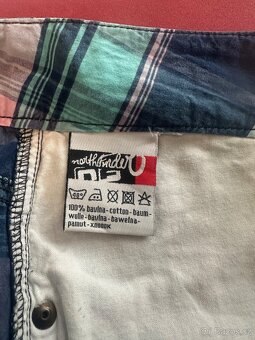 northfinder
100% bavlna - cotton - baum-
wolle - bavlna - bawełna -
pamut - хлопок